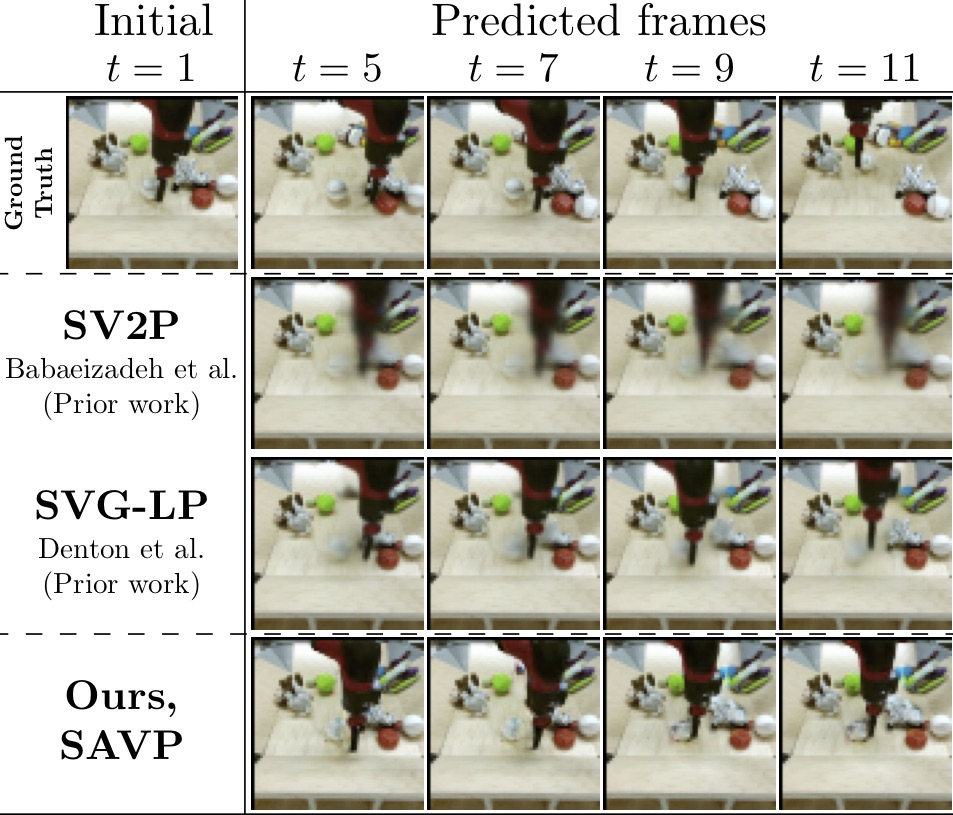 Initial
Predicted frames
t = 1
t = 5
t = 7
t = 9
t = 11
Ground
Truth
SV2P
Babaeizadeh et al.
(Prior work)
SVG-LP
Denton et al.
(Prior work)
Ours,
SAVP